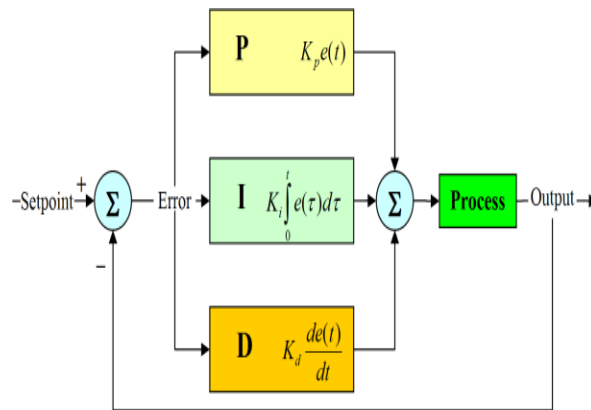 P K_p e(t)
–Setpoint + Σ Error I K_i ∫_0^t e(τ)dτ Σ Process Output
–
D K_d de(t)/dt